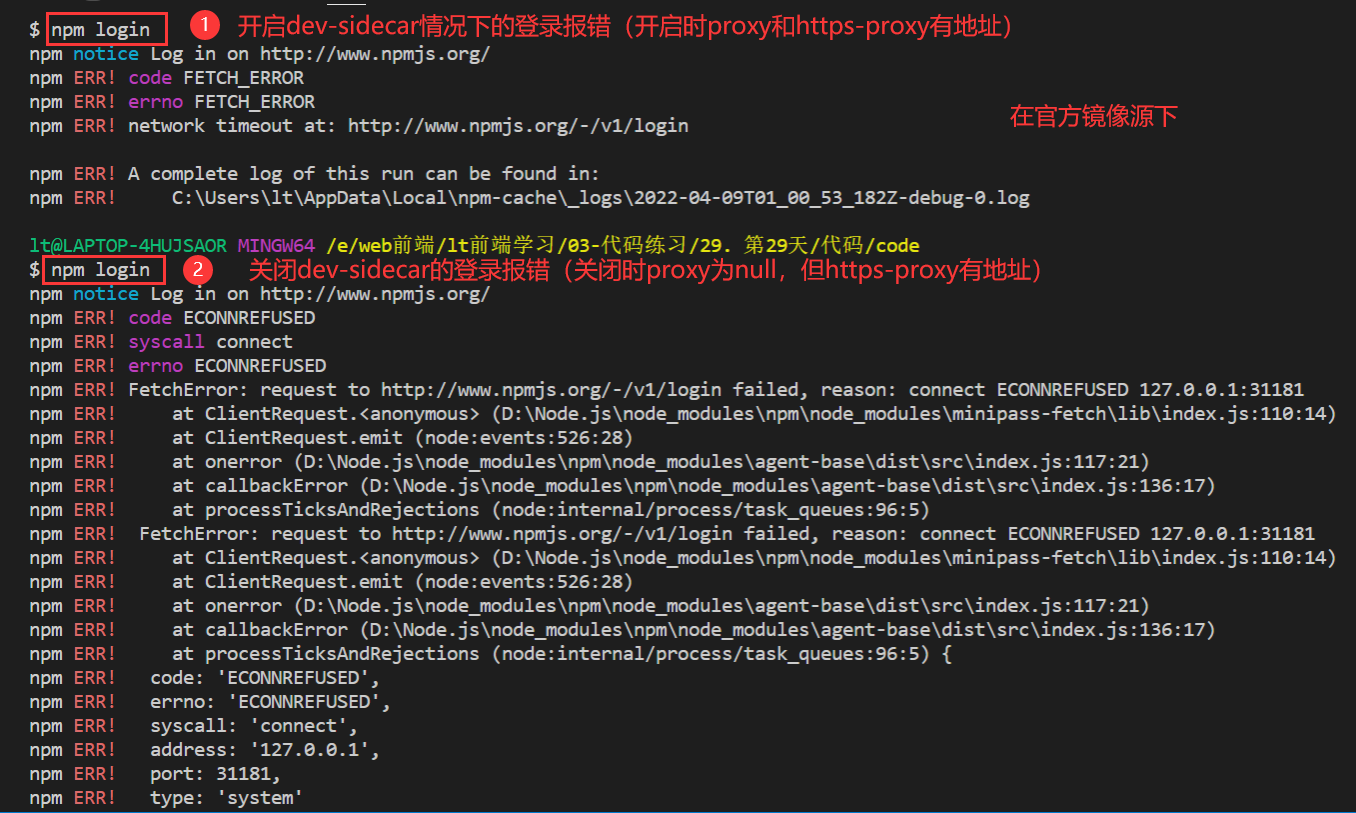 $ npm login ① 开启dev-sidecar情况下的登录报错（开启时proxy和https-proxy有地址）
npm notice Log in on http://www.npmjs.org/
npm ERR! code FETCH_ERROR
npm ERR! errno FETCH_ERROR
在官方镜像源下
npm ERR! network timeout at: http://www.npmjs.org/-/v1/login
npm ERR! A complete log of this run can be found in:
npm ERR!     C:\Users\lt\AppData\Local\npm-cache\_logs\2022-04-09T01_00_53_182Z-debug-0.log
lt@LAPTOP-4HUJSAOR MINGW64 /e/web前端/lt前端学习/03-代码练习/29. 第29天/代码/code
$ npm login ② 关闭dev-sidecar的登录报错（关闭时proxy为null，但https-proxy有地址）
npm notice Log in on http://www.npmjs.org/
npm ERR! code ECONNREFUSED
npm ERR! syscall connect
npm ERR! errno ECONNREFUSED
npm ERR! FetchError: request to http://www.npmjs.org/-/v1/login failed, reason: connect ECONNREFUSED 127.0.0.1:31181
npm ERR!     at ClientRequest.<anonymous> (D:\Node.js\node_modules\npm\node_modules\minipass-fetch\lib\index.js:110:14)
npm ERR!     at ClientRequest.emit (node:events:526:28)
npm ERR!     at onerror (D:\Node.js\node_modules\npm\node_modules\agent-base\dist\src\index.js:117:21)
npm ERR!     at callbackError (D:\Node.js\node_modules\npm\node_modules\agent-base\dist\src\index.js:136:17)
npm ERR!     at processTicksAndRejections (node:internal/process/task_queues:96:5)
npm ERR!  FetchError: request to http://www.npmjs.org/-/v1/login failed, reason: connect ECONNREFUSED 127.0.0.1:31181
npm ERR!     at ClientRequest.<anonymous> (D:\Node.js\node_modules\npm\node_modules\minipass-fetch\lib\index.js:110:14)
npm ERR!     at ClientRequest.emit (node:events:526:28)
npm ERR!     at onerror (D:\Node.js\node_modules\npm\node_modules\agent-base\dist\src\index.js:117:21)
npm ERR!     at callbackError (D:\Node.js\node_modules\npm\node_modules\agent-base\dist\src\index.js:136:17)
npm ERR!     at processTicksAndRejections (node:internal/process/task_queues:96:5) {
npm ERR!   code: 'ECONNREFUSED',
npm ERR!   errno: 'ECONNREFUSED',
npm ERR!   syscall: 'connect',
npm ERR!   address: '127.0.0.1',
npm ERR!   port: 31181,
npm ERR!   type: 'system'